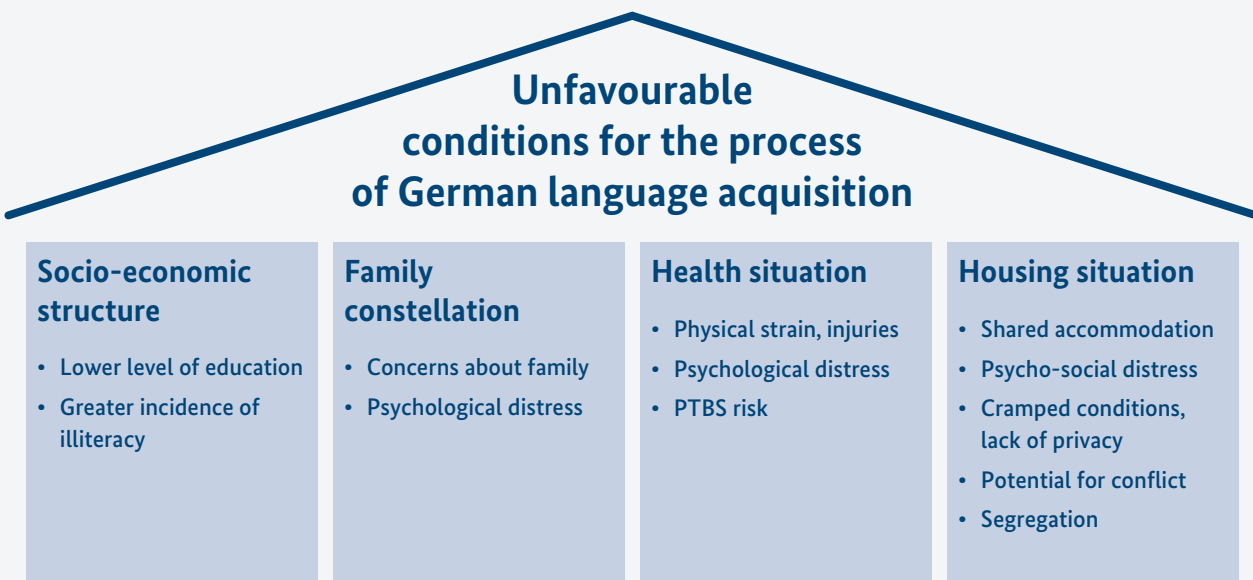 Unfavourable
conditions for the process
of German language acquisition
Socio-economic
structure
• Lower level of education
• Greater incidence of
illiteracy
Family
constellation
• Concerns about family
• Psychological distress
Health situation
• Physical strain, injuries
• Psychological distress
• PTBS risk
Housing situation
• Shared accommodation
• Psycho-social distress
• Cramped conditions,
lack of privacy
• Potential for conflict
• Segregation